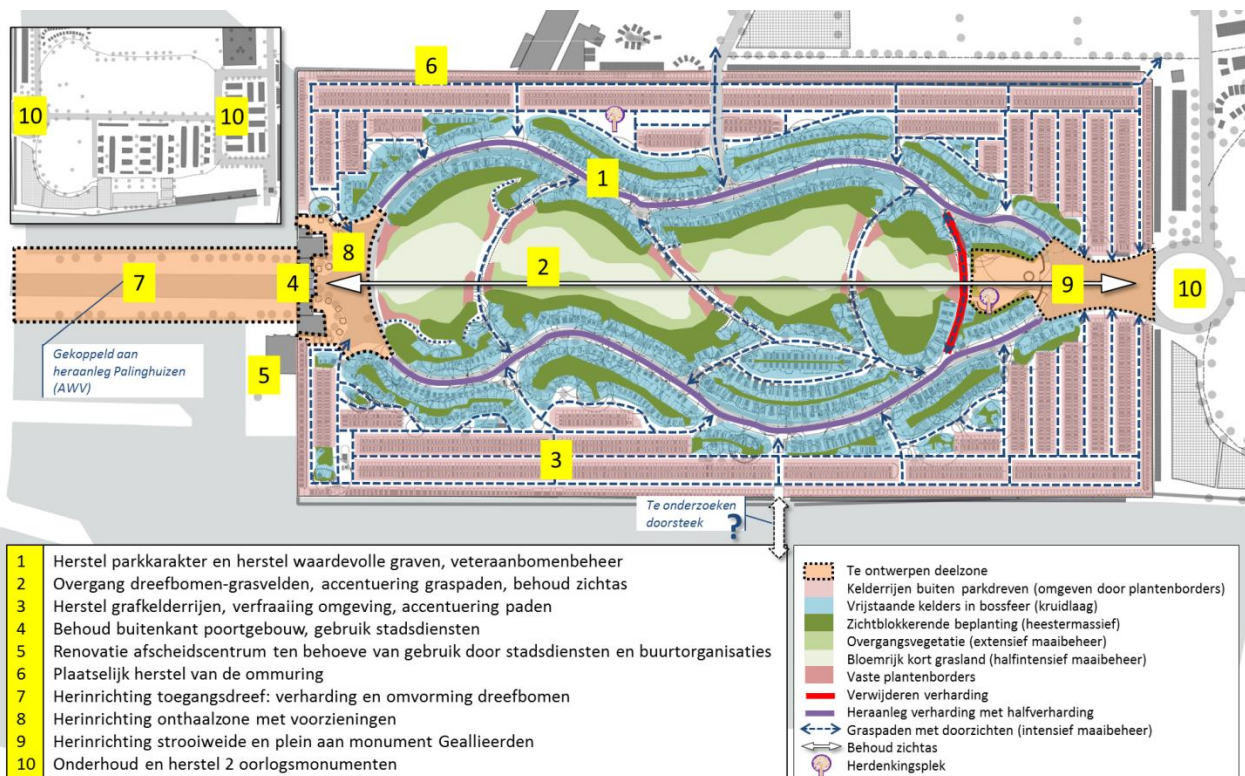 10
10
6
1
8
7
4
2
9
10
Gekoppeld aan
heraanleg Palinghuizen
(AWV)
5
3
Te onderzoeken
doorsteek
?
1 Herstel parkkarakter en herstel waardevolle graven, veteraanbomenbeheer
2 Overgang dreefbomen-grasvelden, accentuering graspaden, behoud zichtas
3 Herstel grafkelderrijen, verfraaiing omgeving, accentuering paden
4 Behoud buitenkant poortgebouw, gebruik stadsdiensten
5 Renovatie afscheidscentrum ten behoeve van gebruik door stadsdiensten en buurtorganisaties
6 Plaatselijk herstel van de ommuring
7 Herinrichting toegangsdreef: verharding en omvorming dreefbomen
8 Herinrichting onthaalzone met voorzieningen
9 Herinrichting strooiweide en plein aan monument Geallieerden
10 Onderhoud en herstel 2 oorlogsmonumenten
Te ontwerpen deelzone
Kelderrijen buiten parkdreven (omgeven door plantenborders)
Vrijstaande kelders in bossfeer (kruidlaag)
Zichtblokkerende beplanting (heestermassief)
Overgangsvegetatie (extensief maaibeheer)
Bloemrijk kort grasland (halfintensief maaibeheer)
Vaste plantenborders
Verwijderen verharding
Heraanleg verharding met halfverharding
Graspaden met doorzichten (intensief maaibeheer)
Behoud zichtas
Herdenkingsplek